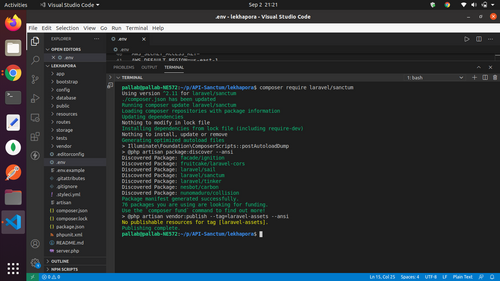 Activities
Visual Studio Code
Sep 2 21:21
.env - lekhapora - Visual Studio Code
File Edit Selection View Go Run Terminal Help
EXPLORER
OPEN EDITORS
.env
LEKHAPORA
app
bootstrap
config
database
public
resources
routes
storage
tests
vendor
.editorconfig
.env
.env.example
.gitattributes
.gitignore
.styleci.yml
artisan
composer.json
composer.lock
package.json
phpunit.xml
README.md
server.php
OUTLINE
NPM SCRIPTS
.env
.env
PROBLEMS OUTPUT TERMINAL
TERMINAL
1: bash
pallab@pallab-NE572:~/p/API-Sanctum/lekhapora$ composer require laravel/sanctum
Using version ^2.11 for laravel/sanctum
./composer.json has been updated
Running composer update laravel/sanctum
Loading composer repositories with package information
Updating dependencies
Nothing to modify in lock file
Installing dependencies from lock file (including require-dev)
Nothing to install, update or remove
Generating optimized autoload files
> Illuminate\Foundation\ComposerScripts::postAutoloadDump
> @php artisan package:discover --ansi
Discovered Package: facade/ignition
Discovered Package: fruitcake/laravel-cors
Discovered Package: laravel/sail
Discovered Package: laravel/sanctum
Discovered Package: laravel/tinker
Discovered Package: nesbot/carbon
Discovered Package: nunomaduro/collision
Package manifest generated successfully.
76 packages you are using are looking for funding.
Use the `composer fund` command to find out more!
> @php artisan vendor:publish --tag=laravel-assets --ansi
No publishable resources for tag [laravel-assets].
Publishing complete.
pallab@pallab-NE572:~/p/API-Sanctum/lekhapora$
0 0
Ln 15, Col 25 Spaces: 4 UTF-8 LF Plain Text